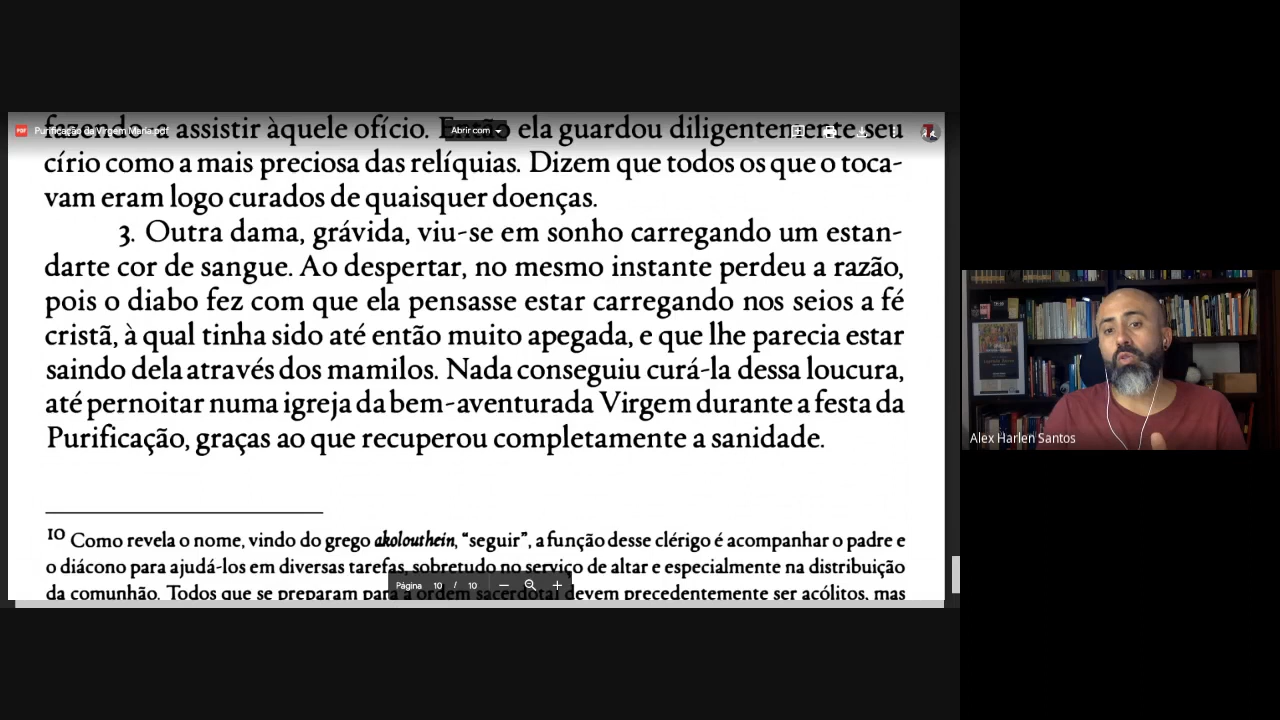 Purificação da Virgem Maria.pdf
Abrir com
assistir àquele ofício. Então ela guardou diligentemente seu
círio como a mais preciosa das relíquias. Dizem que todos os que o toca-
vam eram logo curados de quaisquer doenças.
3. Outra dama, grávida, viu-se em sonho carregando um estan-
darte cor de sangue. Ao despertar, no mesmo instante perdeu a razão,
pois o diabo fez com que ela pensasse estar carregando nos seios a fé
cristã, à qual tinha sido até então muito apegada, e que lhe parecia estar
saindo dela através dos mamilos. Nada conseguiu curá-la dessa loucura,
até pernoitar numa igreja da bem-aventurada Virgem durante a festa da
Purificação, graças ao que recuperou completamente a sanidade.
10 Como revela o nome, vindo do grego akolouthein, “seguir”, a função desse clérigo é acompanhar o padre e
o diácono para ajudá-los em diversas tarefas, sobretudo no serviço de altar e especialmente na distribuição
da comunhão. Todos que se preparam para a ordem sacerdotal devem precedentemente ser acólitos, mas
Página 10 / 10
Alex Harlen Santos